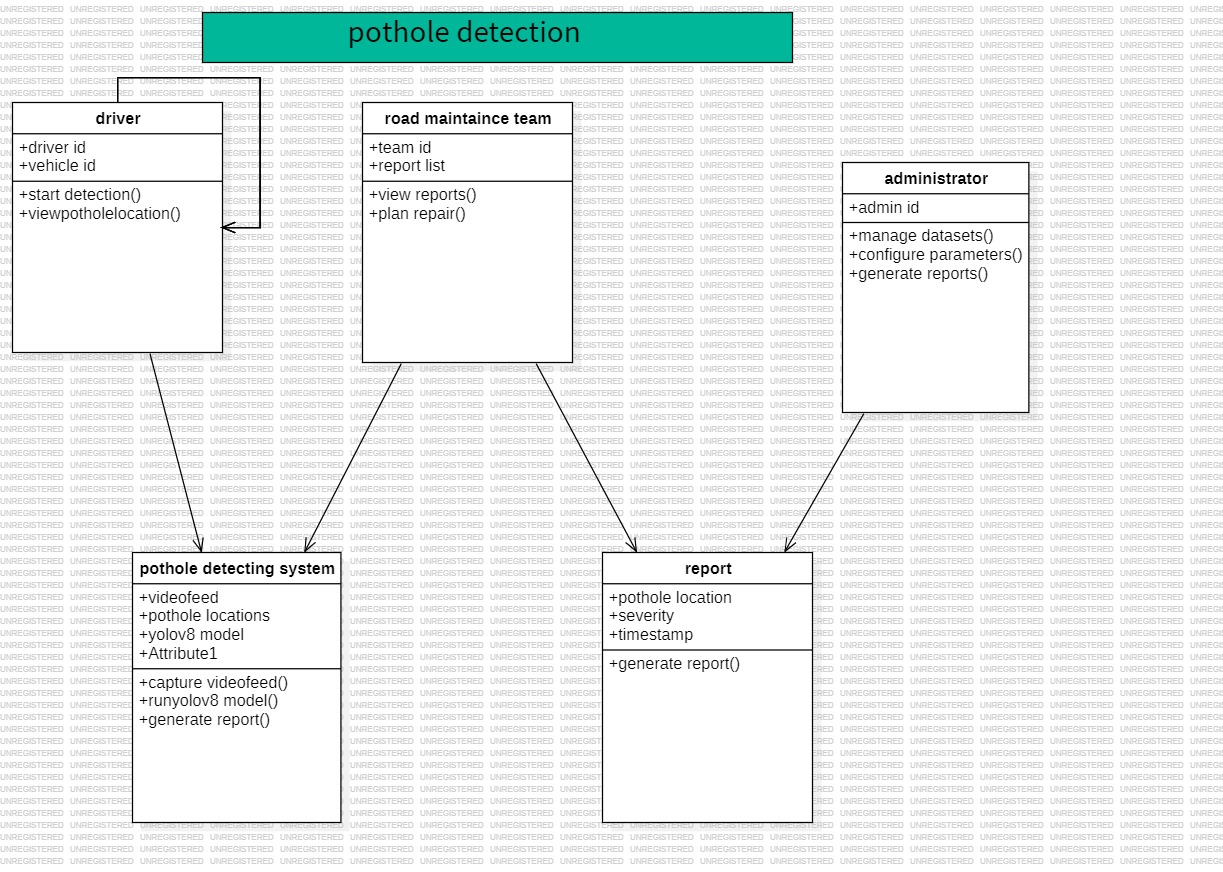 pothole detection
driver
+driver id
+vehicle id
+start detection()
+viewpotholelocation()
road maintaince team
+team id
+report list
+view reports()
+plan repair()
administrator
+admin id
+manage datasets()
+configure parameters()
+generate reports()
pothole detecting system
+videofeed
+pothole locations
+yolov8 model
+Attribute1
+capture videofeed()
+runyolov8 model()
+generate report()
report
+pothole location
+severity
+timestamp
+generate report()
UNREGISTERED